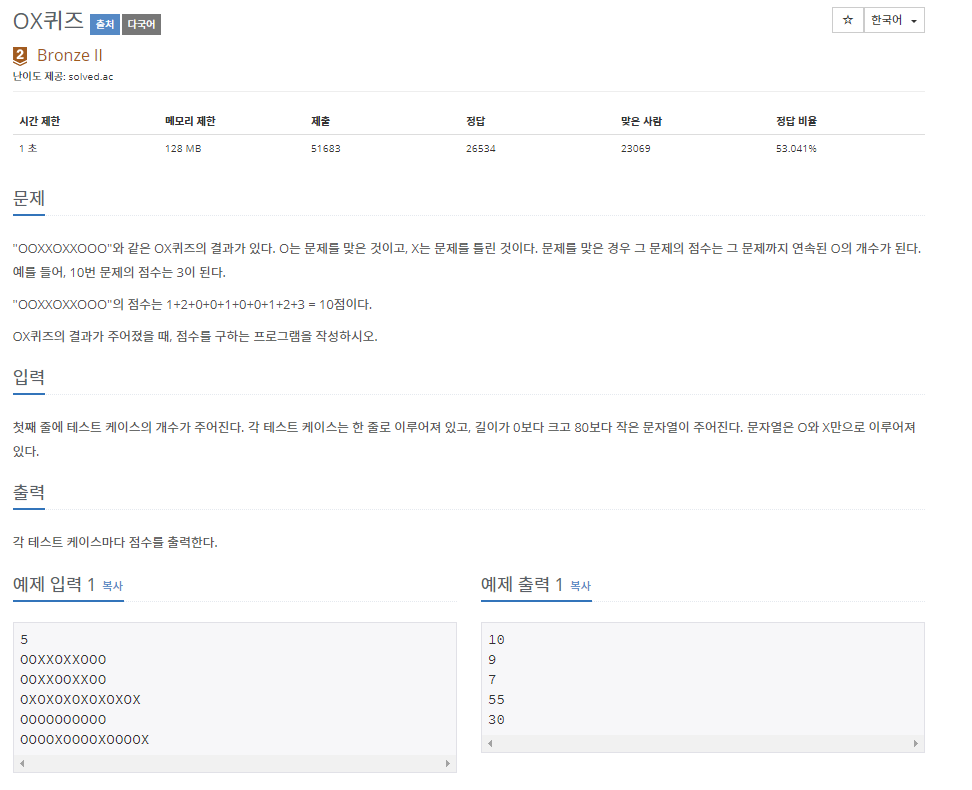 OX퀴즈 출처 다국어
☆ 한국어
2 Bronze II
난이도 제공: solved.ac
시간 제한 메모리 제한 제출 정답 맞은 사람 정답 비율
1 초 128 MB 51683 26534 23069 53.041%
문제
"OOXXOXXOOO"와 같은 OX퀴즈의 결과가 있다. O는 문제를 맞은 것이고, X는 문제를 틀린 것이다. 문제를 맞은 경우 그 문제의 점수는 그 문제까지 연속된 O의 개수가 된다.
예를 들어, 10번 문제의 점수는 3이 된다.
"OOXXOXXOOO"의 점수는 1+2+0+0+1+0+0+1+2+3 = 10점이다.
OX퀴즈의 결과가 주어졌을 때, 점수를 구하는 프로그램을 작성하시오.
입력
첫째 줄에 테스트 케이스의 개수가 주어진다. 각 테스트 케이스는 한 줄로 이루어져 있고, 길이가 0보다 크고 80보다 작은 문자열이 주어진다. 문자열은 O와 X만으로 이루어져
있다.
출력
각 테스트 케이스마다 점수를 출력한다.
예제 입력 1 복사
5
OOXXOXXOOO
OOXXOOXXOO
OXOXOXOXOXOXOX
OOOOOOOOOO
OOOOXOOOOXOOOOX
예제 출력 1 복사
10
9
7
55
30